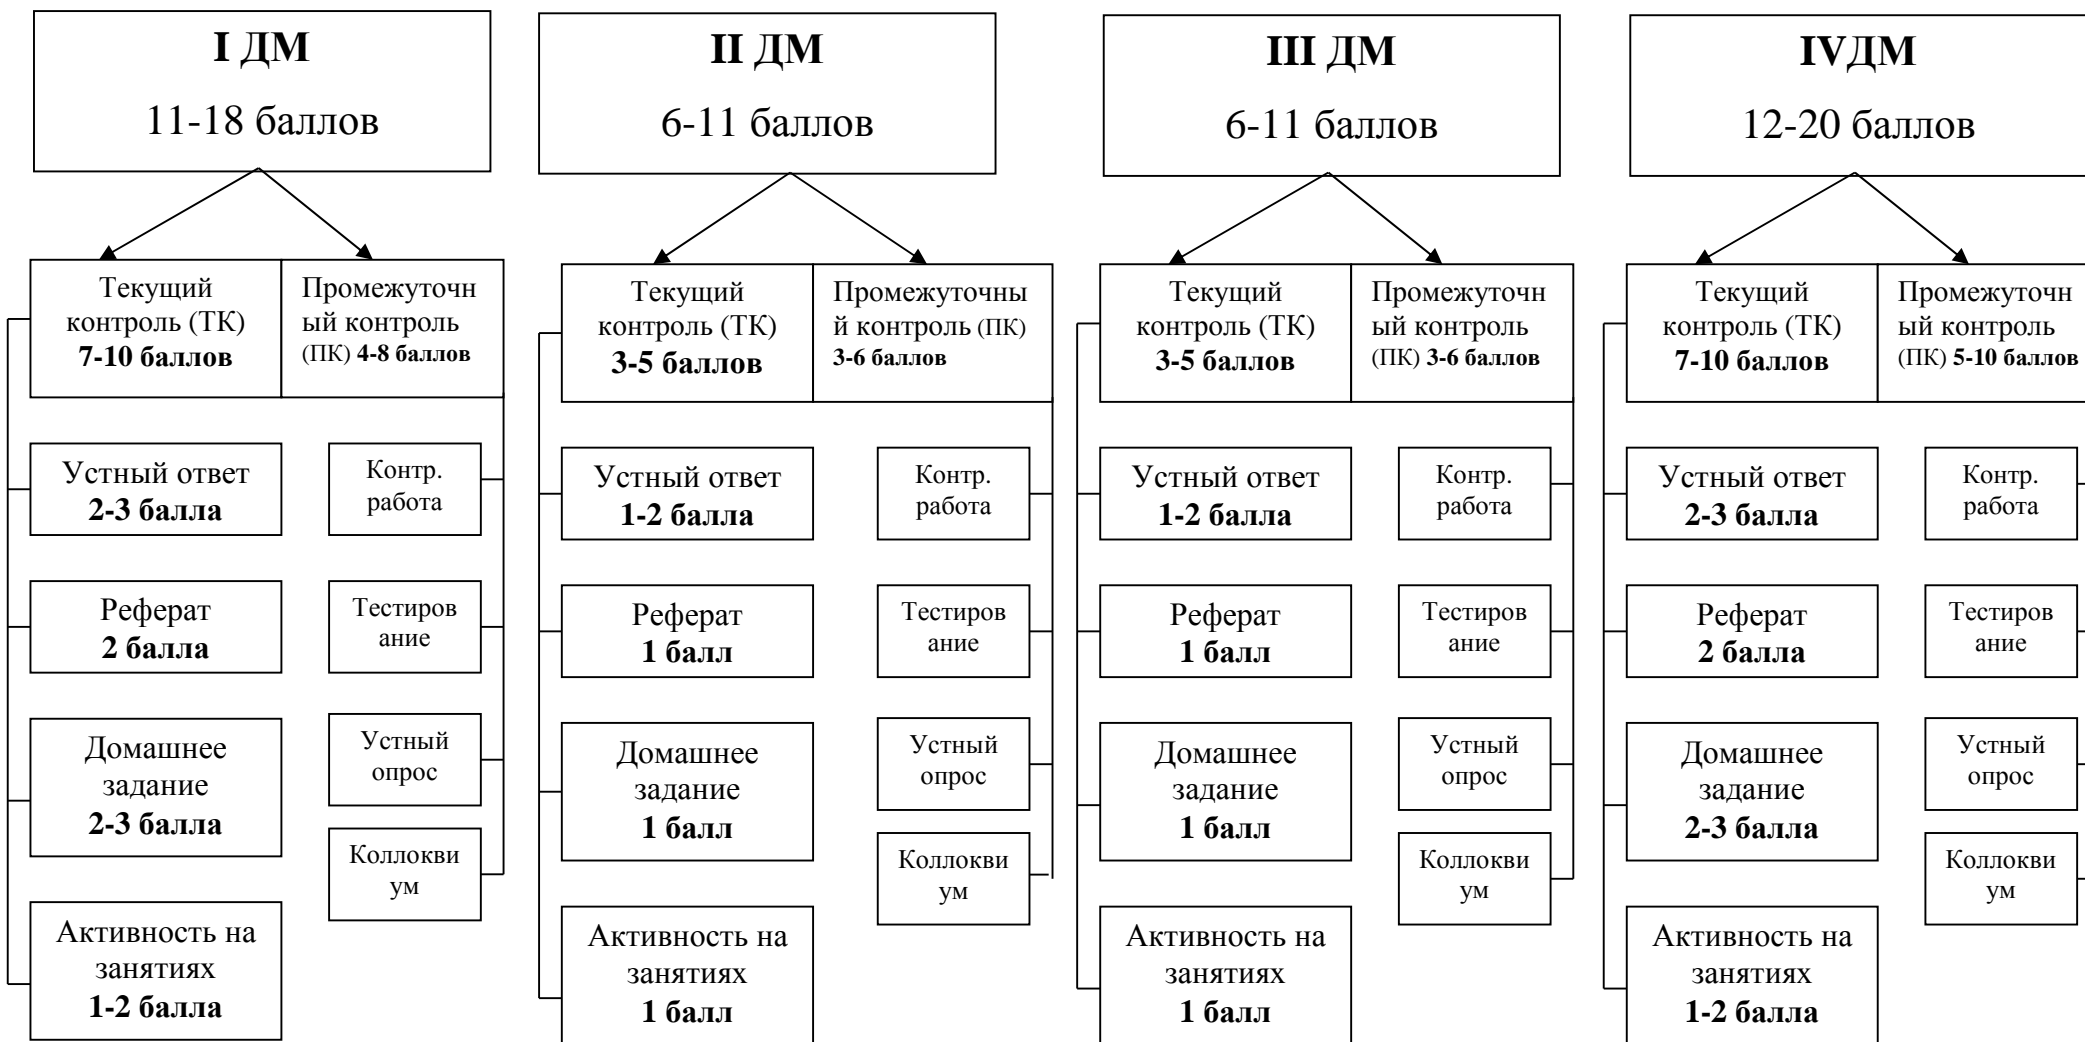 I ДМ
11-18 баллов
II ДМ
6-11 баллов
III ДМ
6-11 баллов
IVДМ
12-20 баллов
Текущий
контроль (ТК)
7-10 баллов
Промежуточн
ый контроль
(ПК) 4-8 баллов
Текущий
контроль (ТК)
3-5 баллов
Промежуточны
й контроль (ПК)
3-6 баллов
Текущий
контроль (ТК)
3-5 баллов
Промежуточн
ый контроль
(ПК) 3-6 баллов
Текущий
контроль (ТК)
7-10 баллов
Промежуточн
ый контроль
(ПК) 5-10 баллов
Устный ответ
2-3 балла
Контр.
работа
Устный ответ
1-2 балла
Контр.
работа
Устный ответ
1-2 балла
Контр.
работа
Устный ответ
2-3 балла
Контр.
работа
Реферат
2 балла
Тестиров
ание
Реферат
1 балл
Тестиров
ание
Реферат
1 балл
Тестиров
ание
Реферат
2 балла
Тестиров
ание
Домашнее
задание
2-3 балла
Устный
опрос
Домашнее
задание
1 балл
Устный
опрос
Домашнее
задание
1 балл
Устный
опрос
Домашнее
задание
2-3 балла
Устный
опрос
Коллокви
ум
Коллокви
ум
Коллокви
ум
Коллокви
ум
Активность на
занятиях
1-2 балла
Активность на
занятиях
1 балл
Активность на
занятиях
1 балл
Активность на
занятиях
1-2 балла